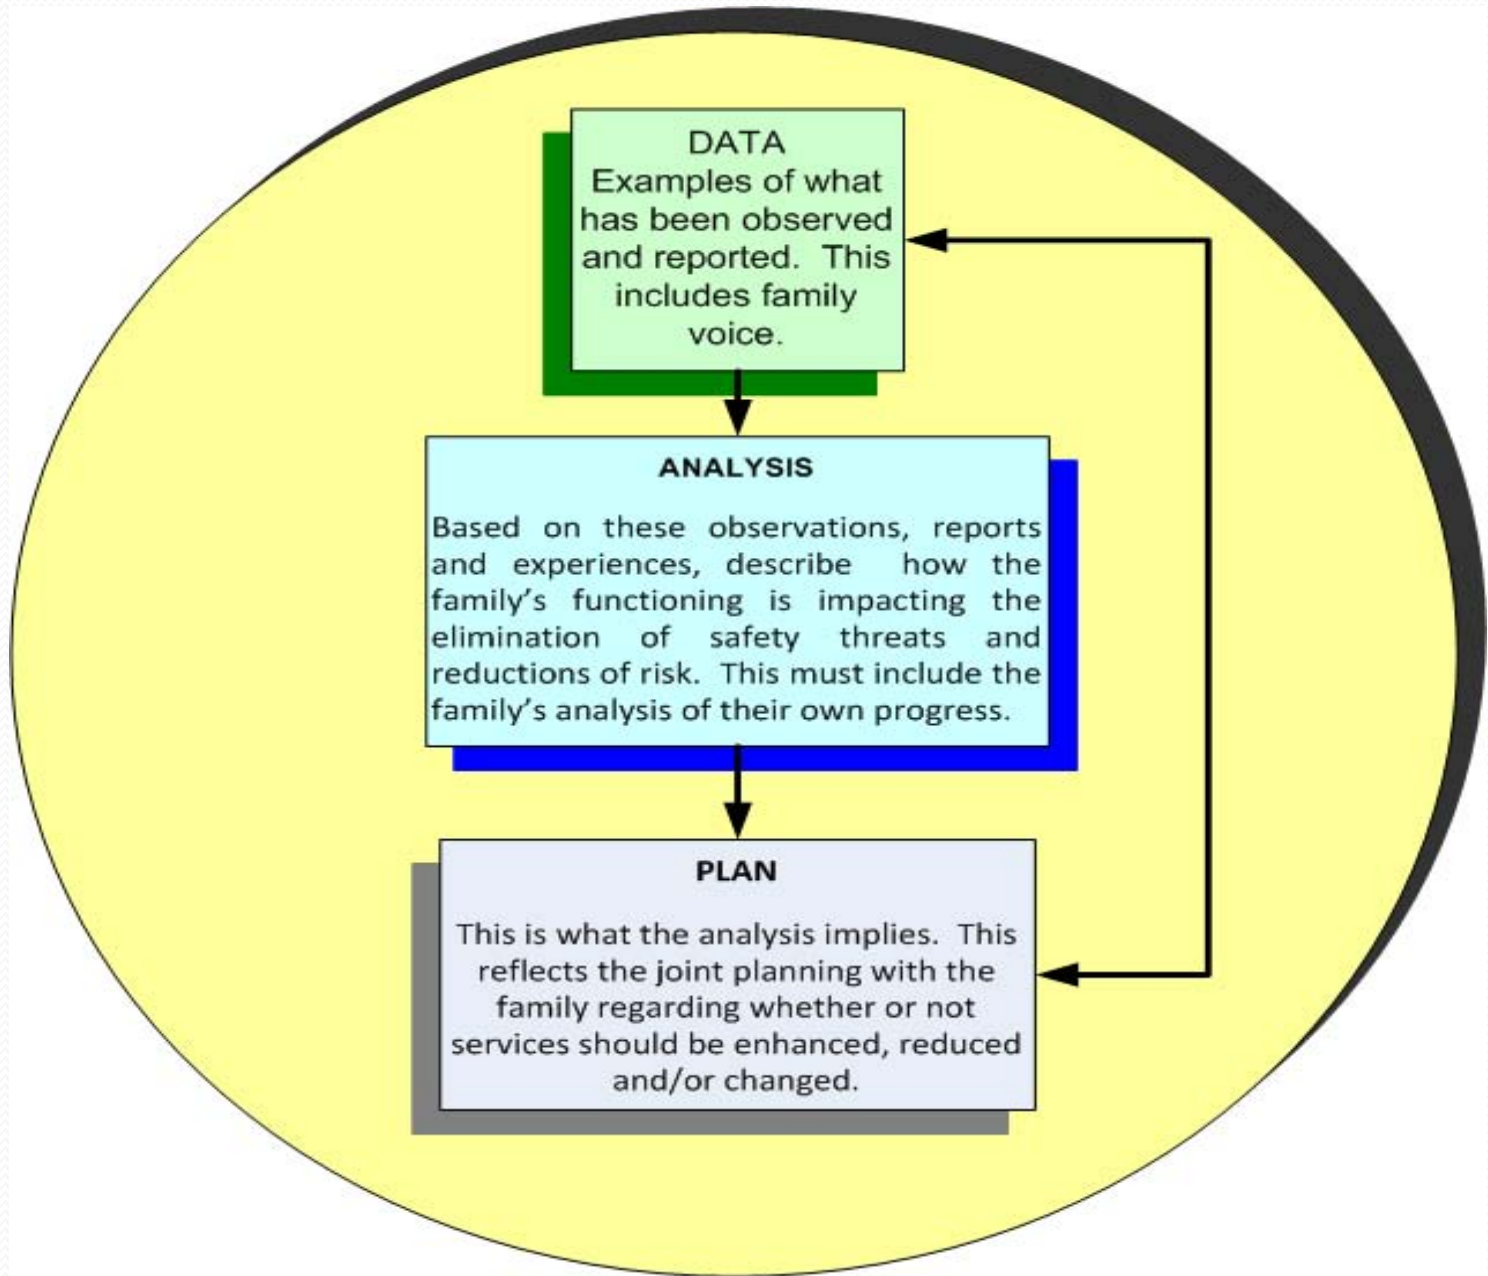 DATA
Examples of what
has been observed
and reported. This
includes family
voice.
ANALYSIS
Based on these observations, reports
and experiences, describe how the
family’s functioning is impacting the
elimination of safety threats and
reductions of risk. This must include the
family’s analysis of their own progress.
PLAN
This is what the analysis implies. This
reflects the joint planning with the
family regarding whether or not
services should be enhanced, reduced
and/or changed.